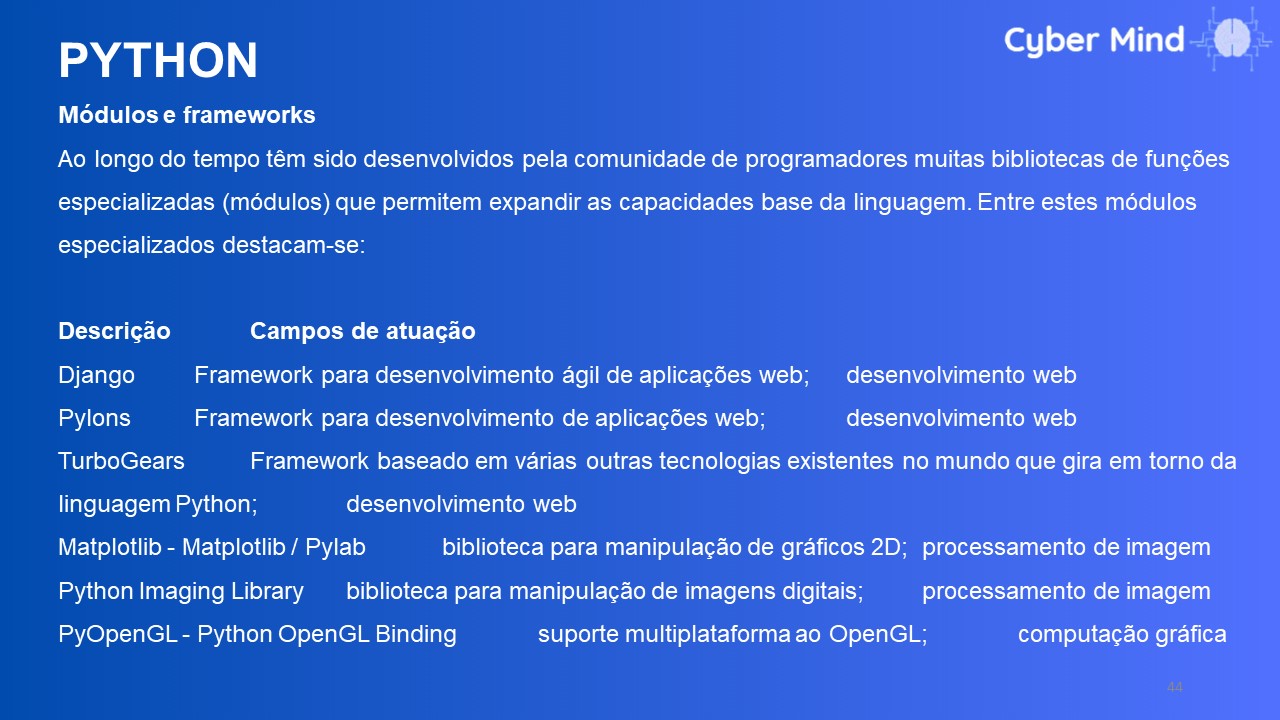 Cyber Mind
PYTHON
Módulos e frameworks
Ao longo do tempo têm sido desenvolvidos pela comunidade de programadores muitas bibliotecas de funções
especializadas (módulos) que permitem expandir as capacidades base da linguagem. Entre estes módulos
especializados destacam-se:
Descrição Campos de atuação
Django Framework para desenvolvimento ágil de aplicações web; desenvolvimento web
Pylons Framework para desenvolvimento de aplicações web; desenvolvimento web
TurboGears Framework baseado em várias outras tecnologias existentes no mundo que gira em torno da
linguagem Python; desenvolvimento web
Matplotlib - Matplotlib / Pylab biblioteca para manipulação de gráficos 2D; processamento de imagem
Python Imaging Library biblioteca para manipulação de imagens digitais; processamento de imagem
PyOpenGL - Python OpenGL Binding suporte multiplataforma ao OpenGL; computação gráfica
44